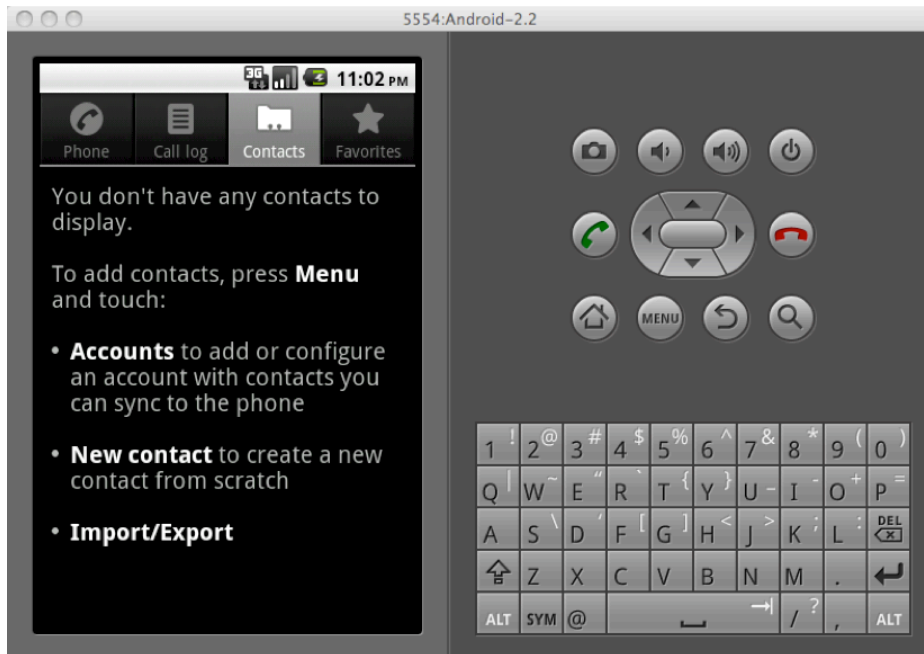 5554:Android-2.2
3G 11:02 PM
Phone Call log Contacts Favorites
You don't have any contacts to
display.
To add contacts, press Menu
and touch:
• Accounts to add or configure
an account with contacts you
can sync to the phone
• New contact to create a new
contact from scratch
• Import/Export
MENU
1 ! 2 @ 3 # 4 $ 5 % 6 ^ 7 & 8 * 9 ( 0 )
Q | W ~ E " R ` T { Y } U _ I - O + P =
A S \ D ' F [ G ] H < J > K ; L : DEL
Z X C V B N M .
ALT SYM @ / ? , ALT